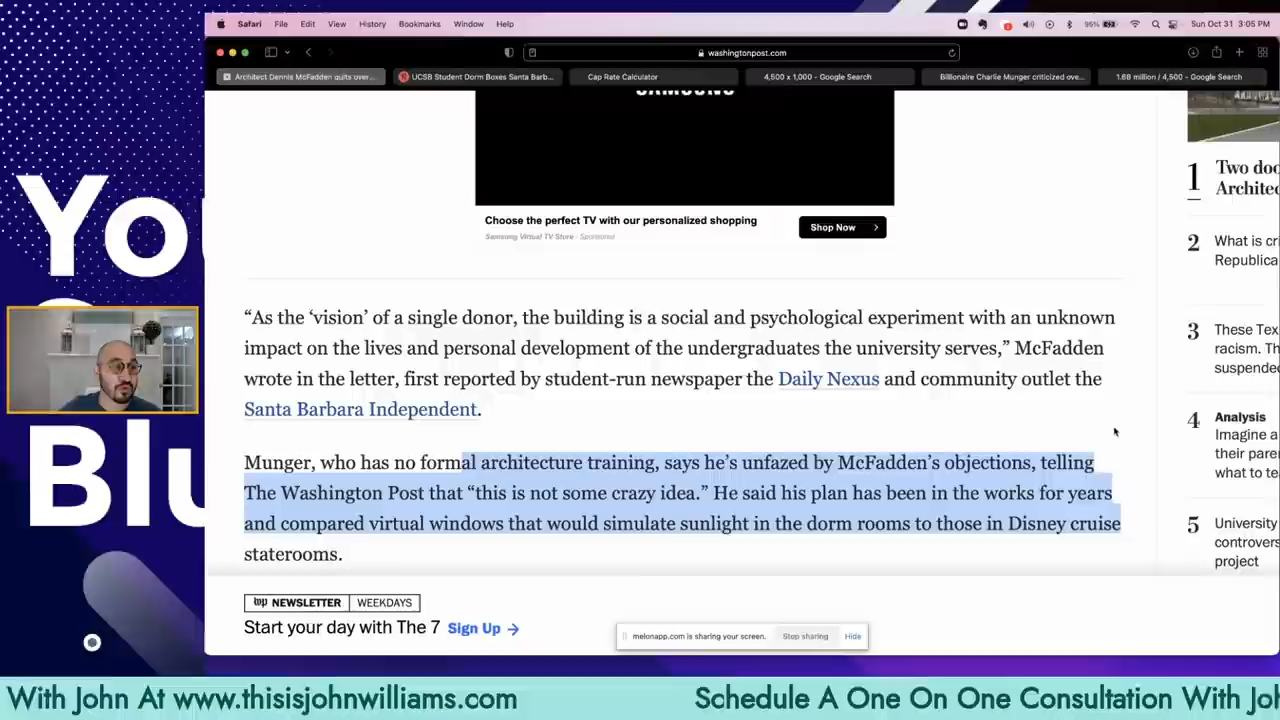 Safari File Edit View History Bookmarks Window Help
95% Sun Oct 31 3:05 PM
washingtonpost.com
Architect Dennis McFadden quits over...
UCSB Student Dorm Boxes Santa Barb...
Cap Rate Calculator
4,500 x 1,000 - Google Search
Billionaire Charlie Munger criticized ove...
1.6B million / 4,500 - Google Search
SAMSUNG
Choose the perfect TV with our personalized shopping
Samsung Virtual TV Store - Sponsored
Shop Now
“As the ‘vision’ of a single donor, the building is a social and psychological experiment with an unknown
impact on the lives and personal development of the undergraduates the university serves,” McFadden
wrote in the letter, first reported by student-run newspaper the Daily Nexus and community outlet the
Santa Barbara Independent.
Munger, who has no formal architecture training, says he’s unfazed by McFadden’s objections, telling
The Washington Post that “this is not some crazy idea.” He said his plan has been in the works for years
and compared virtual windows that would simulate sunlight in the dorm rooms to those in Disney cruise
staterooms.
wp NEWSLETTER WEEKDAYS
Start your day with The 7 Sign Up
melonapp.com is sharing your screen. Stop sharing Hide
1 Two doo
Archite
2 What is cri
Republica
3 These Tex
racism. Th
suspende
4 Analysis
Imagine a
their paren
what to te
5 University
controvers
project
You
Blu
With John At www.thisisjohnwilliams.com
Schedule A One On One Consultation With Joh